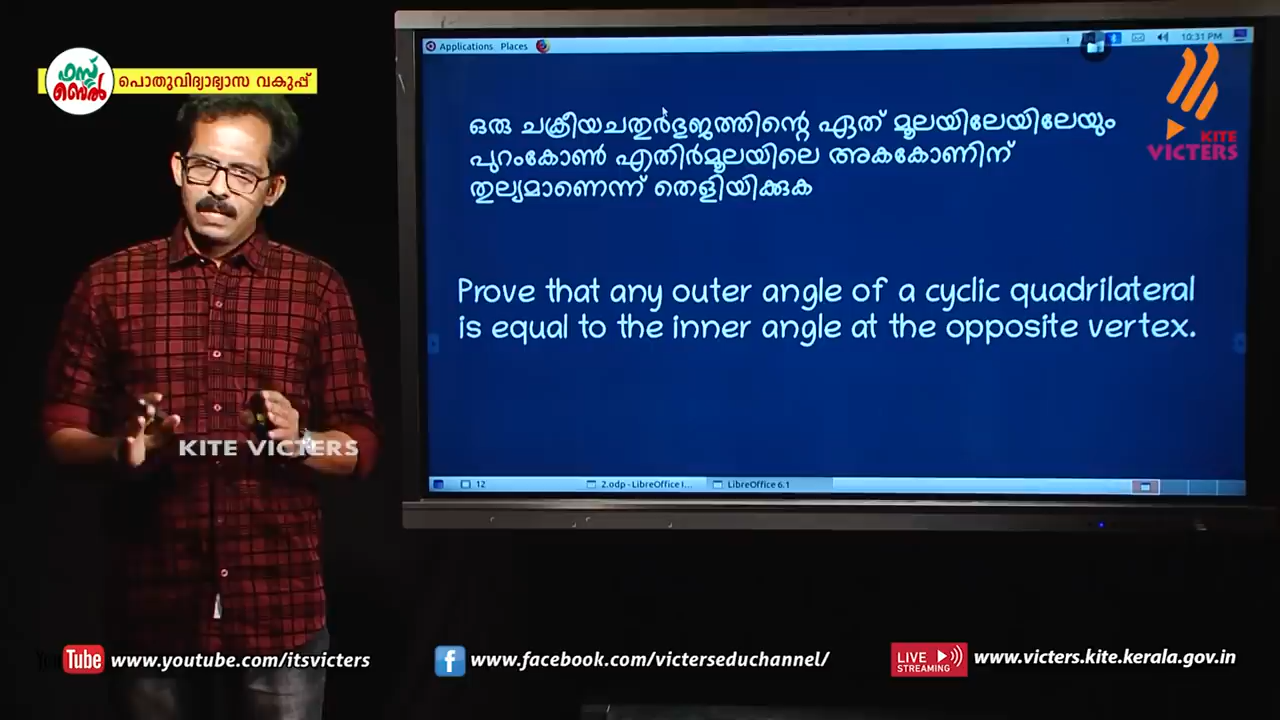 ഫസ്റ്റ്
ബെൽ
പൊതുവിദ്യാഭ്യാസ വകുപ്പ്
Applications Places
10:31 PM
ഒരു ചക്രീയചതുർഭുജത്തിന്റെ ഏത് മൂലയിലേയിലേയും
പുറംകോൺ എതിർമൂലയിലെ അകകോണിന്
തുല്യമാണെന്ന് തെളിയിക്കുക
KITE
VICTERS
Prove that any outer angle of a cyclic quadrilateral
is equal to the inner angle at the opposite vertex.
KITE VICTERS
12
2.odp - LibreOffice I...
LibreOffice 6.1
YouTube www.youtube.com/itsvicters
f www.facebook.com/victerseduchannel/
LIVE
STREAMING
www.victers.kite.kerala.gov.in